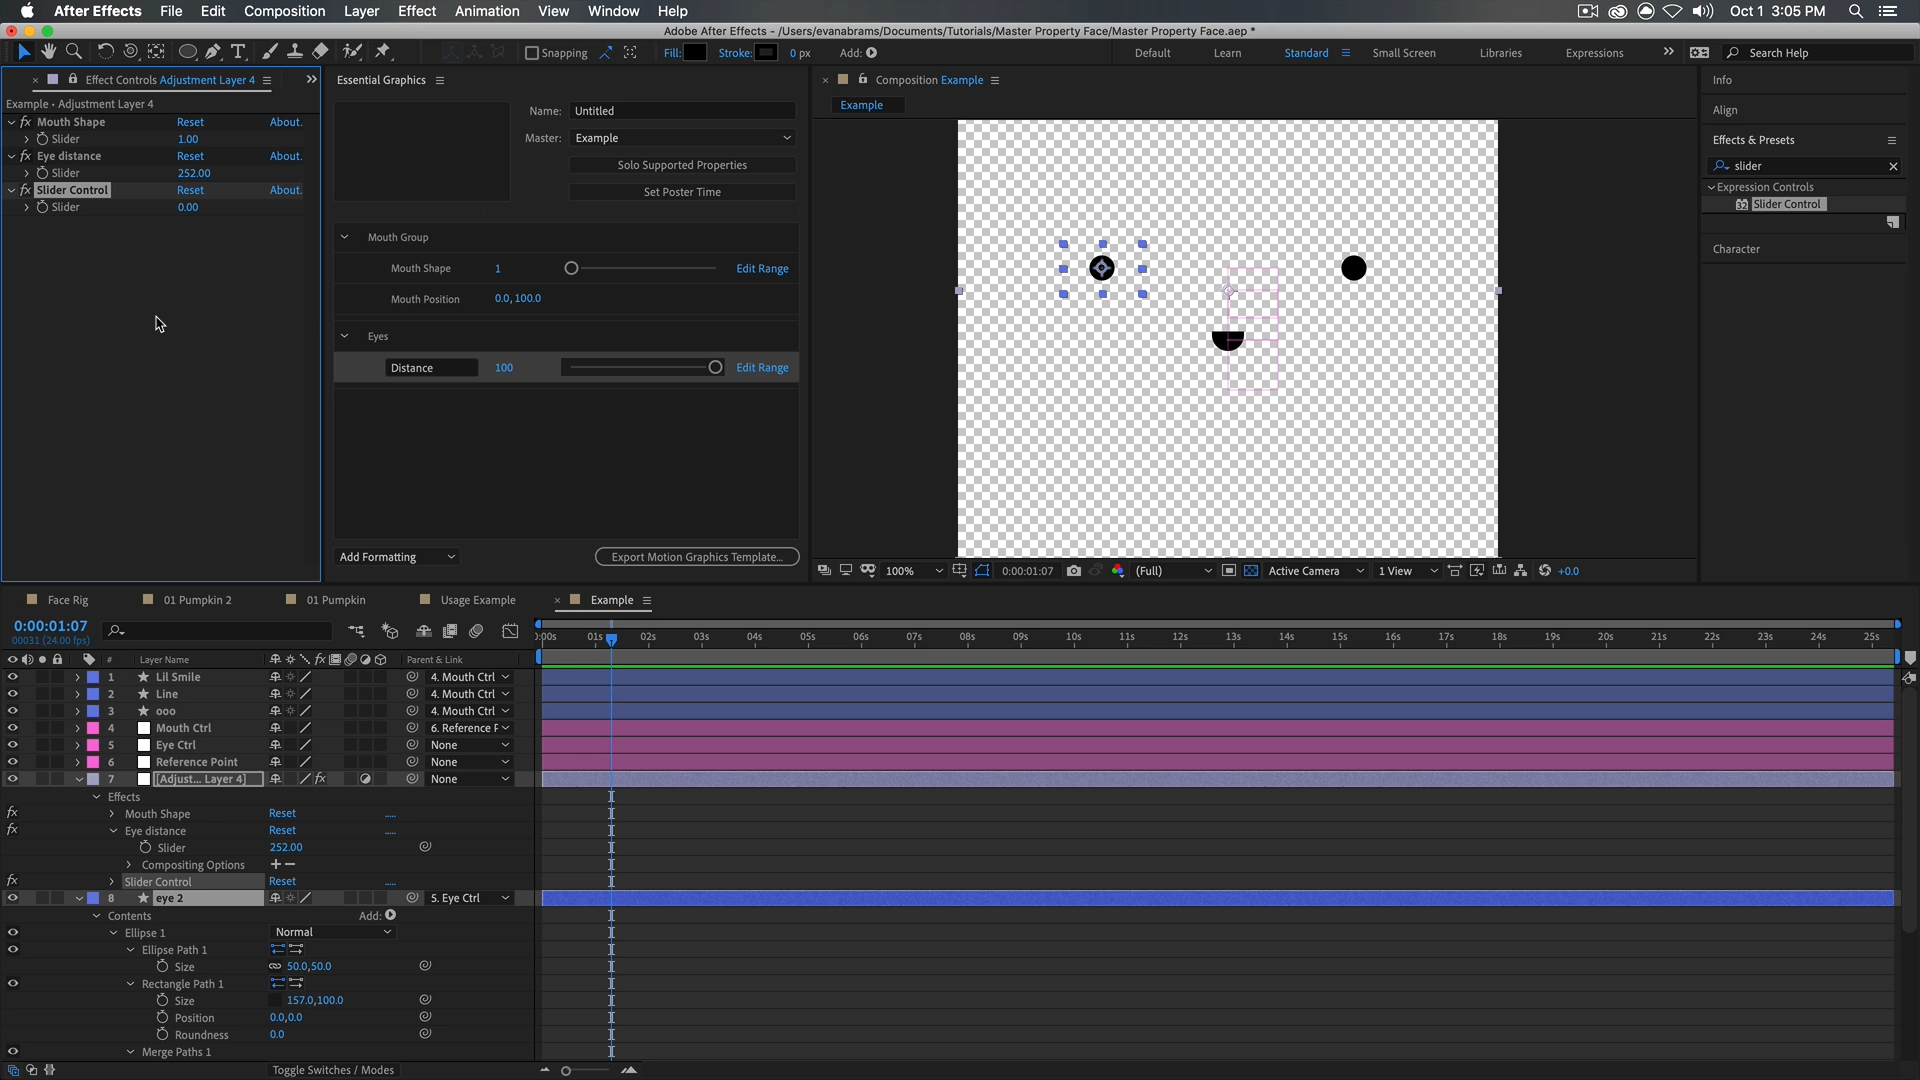 After Effects File Edit Composition Layer Effect Animation View Window Help Oct 1 3:05 PM
Adobe After Effects - /Users/evanabrams/Documents/Tutorials/Master Property Face/Master Property Face.aep *
Snapping Fill: Stroke: 0 px Add: Default Learn Standard Small Screen Libraries Expressions Search Help
Effect Controls Adjustment Layer 4
Example • Adjustment Layer 4
Mouth Shape Reset About.
Slider 1.00
Eye distance Reset About.
Slider 252.00
Slider Control Reset About.
Slider 0.00
Essential Graphics
Name: Untitled
Master: Example
Solo Supported Properties
Set Poster Time
Mouth Group
Mouth Shape 1 Edit Range
Mouth Position 0.0, 100.0
Eyes
Distance 100 Edit Range
Add Formatting Export Motion Graphics Template...
Composition Example
Example
100% 0:00:01:07 (Full) Active Camera 1 View +0.0
Info
Align
Effects & Presets
slider
Expression Controls
32 Slider Control
Character
Face Rig 01 Pumpkin 2 01 Pumpkin Usage Example Example
0:00:01:07
00031 (24.00 fps)
):00s 01s 02s 03s 04s 05s 06s 07s 08s 09s 10s 11s 12s 13s 14s 15s 16s 17s 18s 19s 20s 21s 22s 23s 24s 25s
# Layer Name fx Parent & Link
1 Lil Smile 4. Mouth Ctrl
2 Line 4. Mouth Ctrl
3 ooo 4. Mouth Ctrl
4 Mouth Ctrl 6. Reference P
5 Eye Ctrl None
6 Reference Point None
7 [Adjust... Layer 4] fx None
Effects
fx Mouth Shape Reset .....
fx Eye distance Reset .....
Slider 252.00
Compositing Options + −
fx Slider Control Reset .....
8 eye 2 5. Eye Ctrl
Contents Add:
Ellipse 1 Normal
Ellipse Path 1
Size 50.0,50.0
Rectangle Path 1
Size 157.0,100.0
Position 0.0,0.0
Roundness 0.0
Merge Paths 1
Toggle Switches / Modes